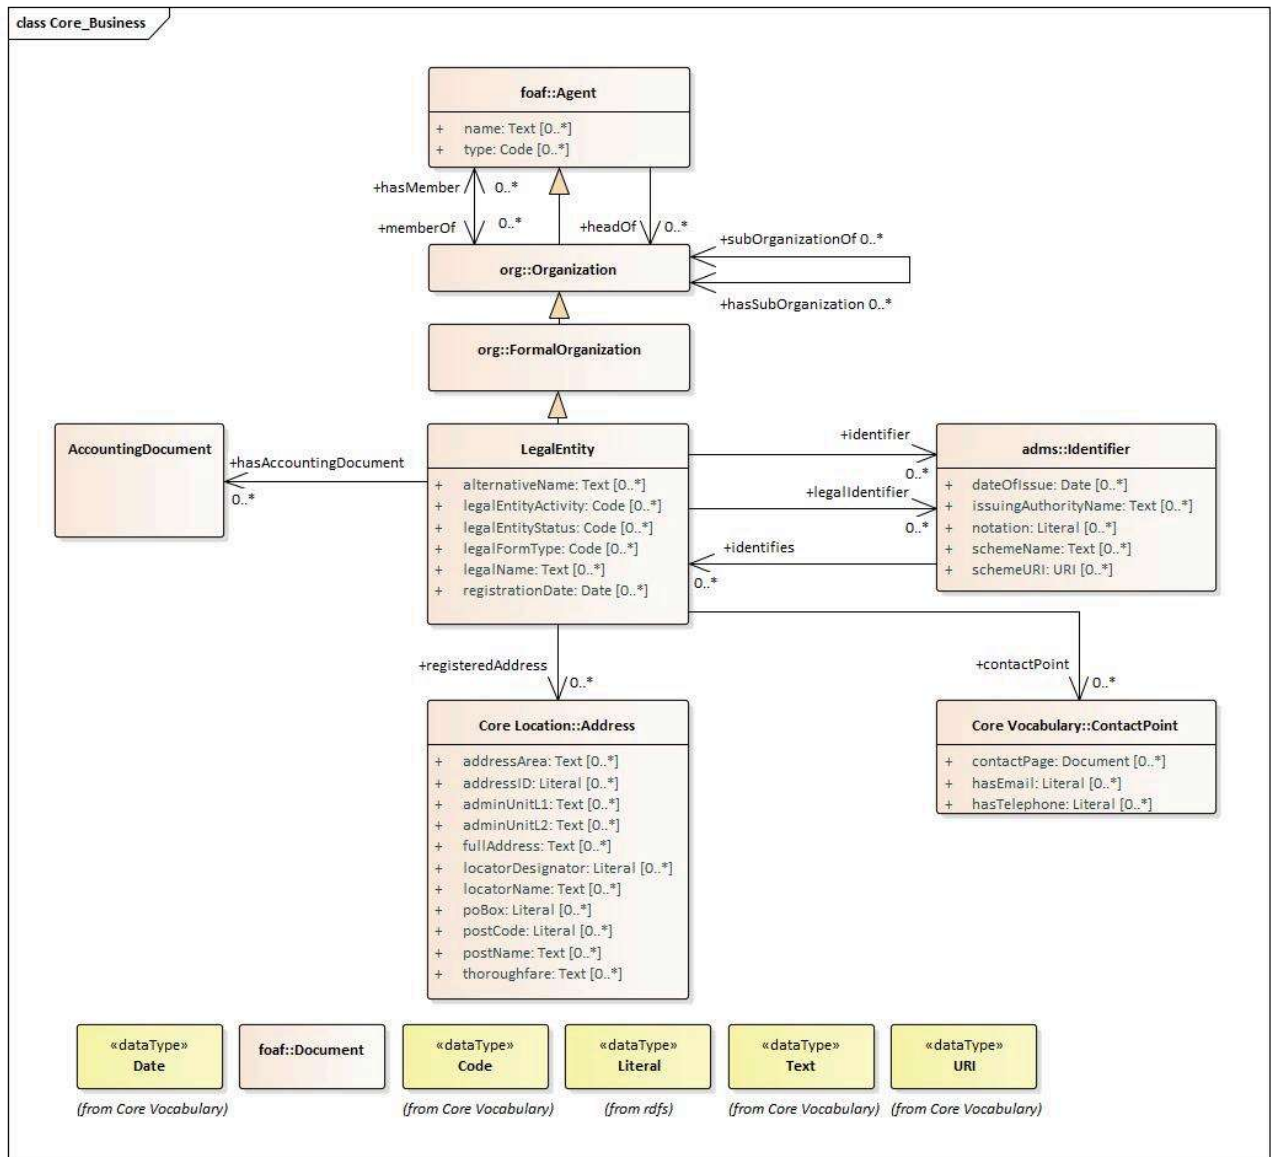 class Core_Business
foaf::Agent
+ name: Text [0..*]
+ type: Code [0..*]
+hasMember 0..*
+memberOf 0..*
+headOf 0..*
+subOrganizationOf 0..*
org::Organization
+hasSubOrganization 0..*
org::FormalOrganization
AccountingDocument
+hasAccountingDocument
0..*
LegalEntity
+ alternativeName: Text [0..*]
+ legalEntityActivity: Code [0..*]
+ legalEntityStatus: Code [0..*]
+ legalFormType: Code [0..*]
+ legalName: Text [0..*]
+ registrationDate: Date [0..*]
+identifier
0..*
+legalIdentifier
0..*
+identifies
0..*
adms::Identifier
+ dateOfIssue: Date [0..*]
+ issuingAuthorityName: Text [0..*]
+ notation: Literal [0..*]
+ schemeName: Text [0..*]
+ schemeURI: URI [0..*]
+registeredAddress
0..*
+contactPoint
0..*
Core Location::Address
+ addressArea: Text [0..*]
+ addressID: Literal [0..*]
+ adminUnitL1: Text [0..*]
+ adminUnitL2: Text [0..*]
+ fullAddress: Text [0..*]
+ locatorDesignator: Literal [0..*]
+ locatorName: Text [0..*]
+ poBox: Literal [0..*]
+ postCode: Literal [0..*]
+ postName: Text [0..*]
+ thoroughfare: Text [0..*]
Core Vocabulary::ContactPoint
+ contactPage: Document [0..*]
+ hasEmail: Literal [0..*]
+ hasTelephone: Literal [0..*]
«dataType»
Date
(from Core Vocabulary)
foaf::Document
«dataType»
Code
(from Core Vocabulary)
«dataType»
Literal
(from rdfs)
«dataType»
Text
(from Core Vocabulary)
«dataType»
URI
(from Core Vocabulary)